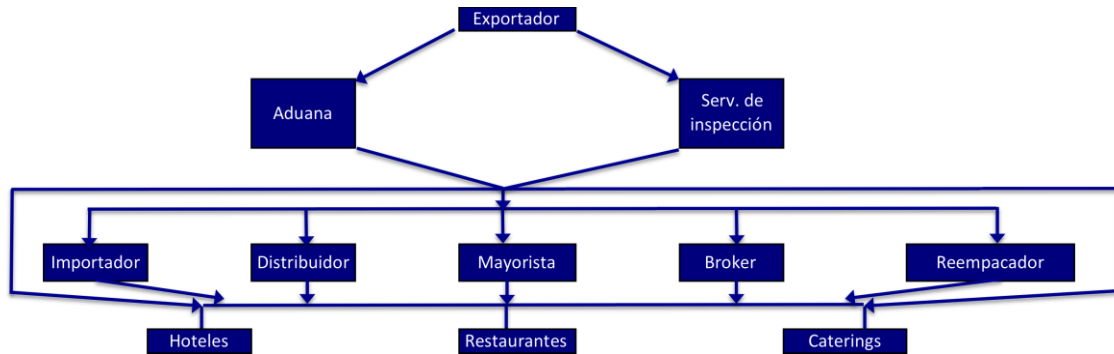 Exportador
Aduana
Serv. de
inspección
Importador
Distribuidor
Mayorista
Broker
Reempacador
Hoteles
Restaurantes
Caterings